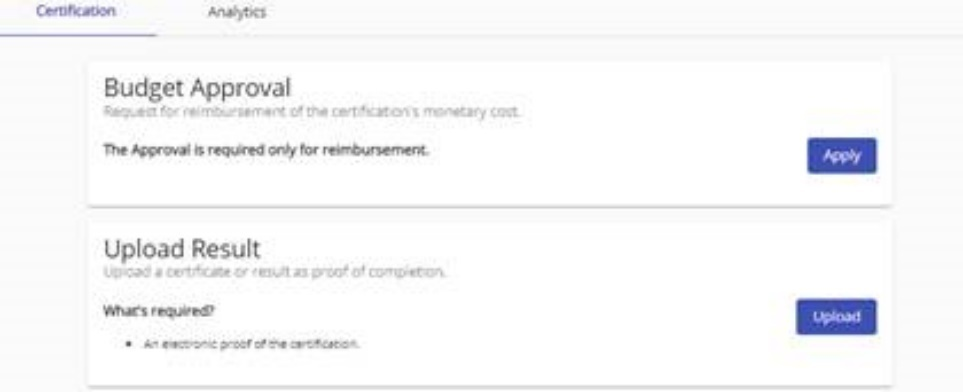 Certification
Analytics
Budget Approval
Request for reimbursement of the certification's monetary cost.
The Approval is required only for reimbursement.
Apply
Upload Result
Upload a certificate or result as proof of completion.
What's required?
Upload
• An electronic proof of the certification.